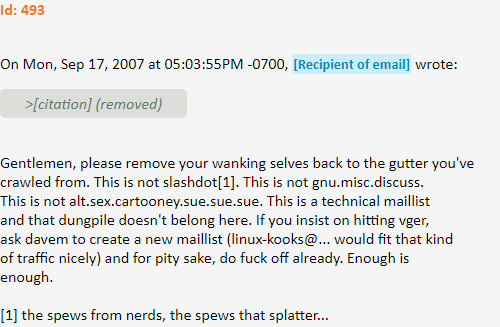 Id: 493
On Mon, Sep 17, 2007 at 05:03:55PM -0700, [Recipient of email] wrote:
>[citation] (removed)
Gentlemen, please remove your wanking selves back to the gutter you've
crawled from. This is not slashdot[1]. This is not gnu.misc.discuss.
This is not alt.sex.cartooney.sue.sue.sue. This is a technical maillist
and that dungpile doesn't belong here. If you insist on hitting vger,
ask davem to create a new maillist (linux-kooks@... would fit that kind
of traffic nicely) and for pity sake, do fuck off already. Enough is
enough.
[1] the spews from nerds, the spews that splatter...